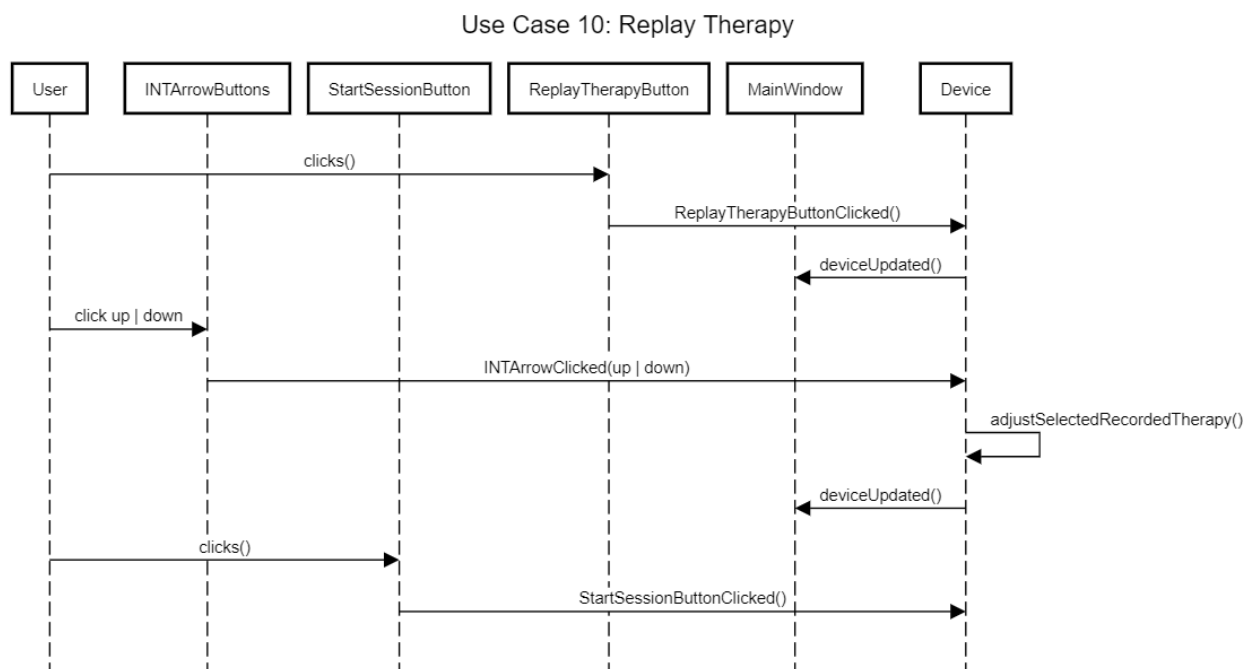 Use Case 10: Replay Therapy
User
INTArrowButtons
StartSessionButton
ReplayTherapyButton
MainWindow
Device
clicks()
ReplayTherapyButtonClicked()
deviceUpdated()
click up | down
INTArrowClicked(up | down)
adjustSelectedRecordedTherapy()
deviceUpdated()
clicks()
StartSessionButtonClicked()